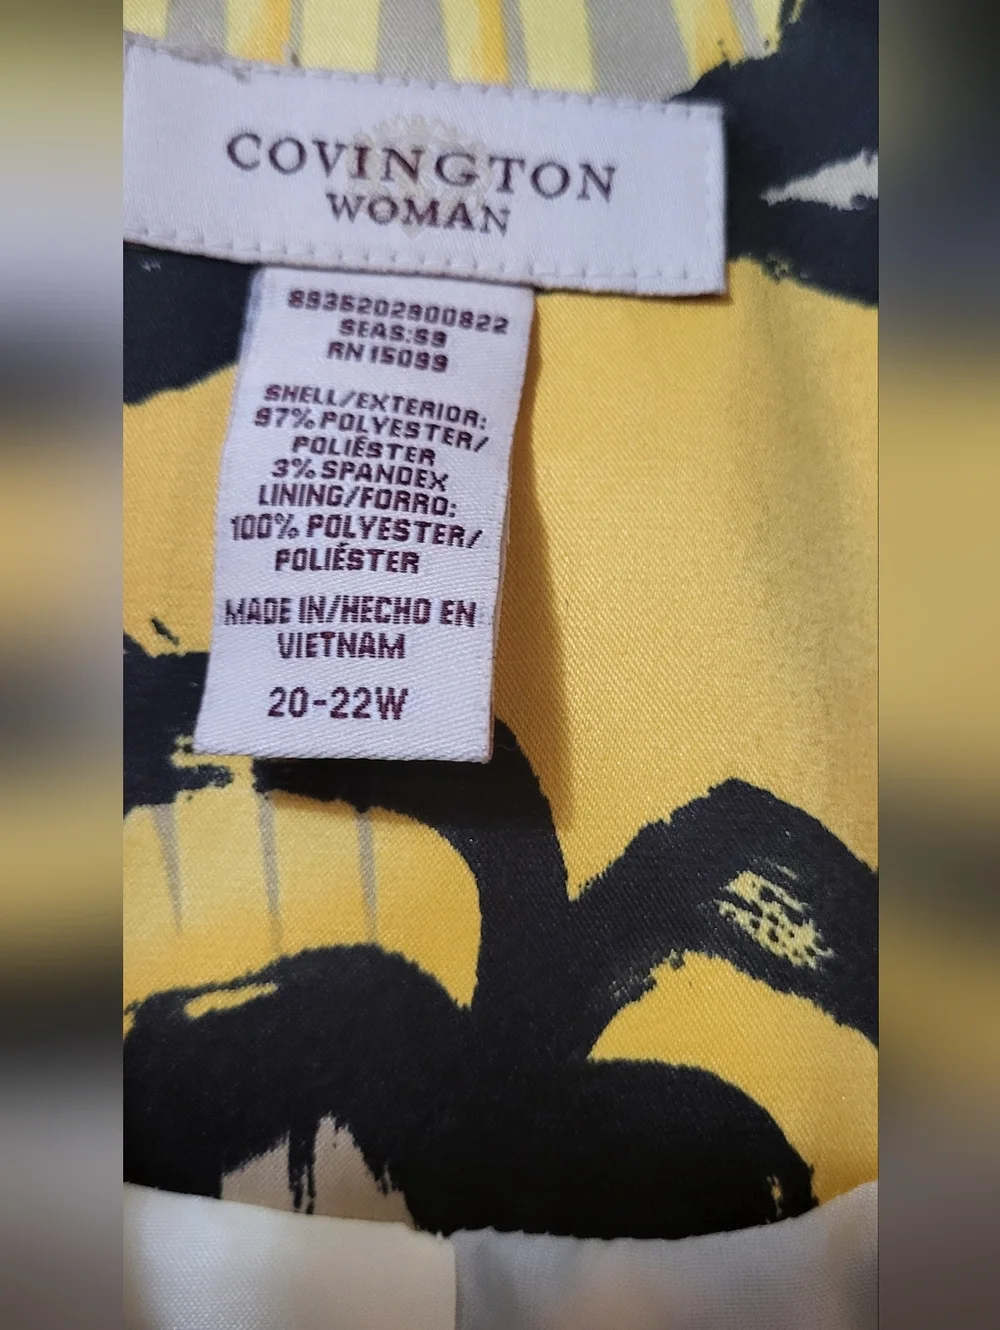 COVINGTON
WOMAN
8935202900822
SEAS:S9
RN 15099
SHELL/EXTERIOR:
97% POLYESTER/
POLIÉSTER
3% SPANDEX
LINING/FORRO:
100% POLYESTER/
POLIÉSTER
MADE IN/HECHO EN
VIETNAM
20-22W